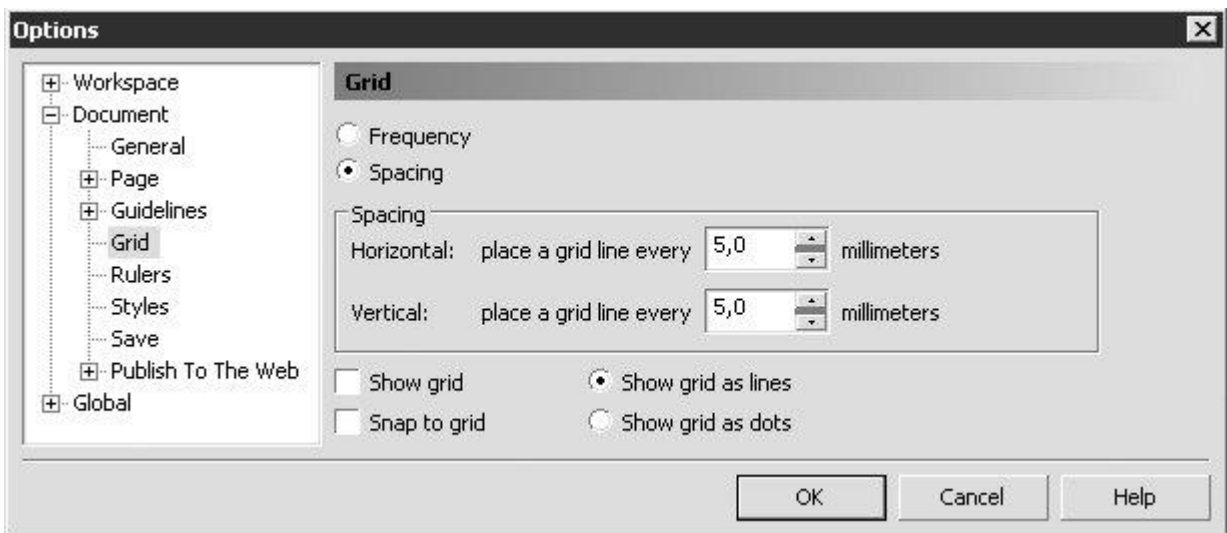 Options
Workspace
Document
General
Page
Guidelines
Grid
Rulers
Styles
Save
Publish To The Web
Global
Grid
Frequency
Spacing
Spacing
Horizontal: place a grid line every 5,0 millimeters
Vertical: place a grid line every 5,0 millimeters
Show grid Show grid as lines
Snap to grid Show grid as dots
OK Cancel Help